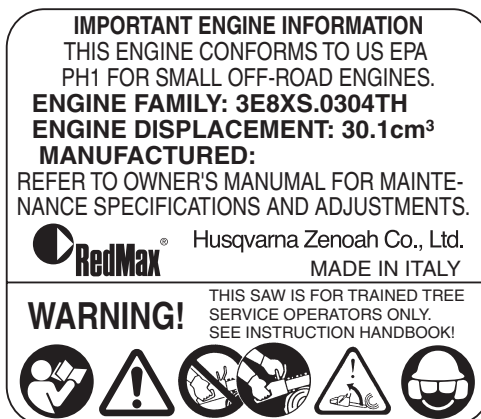 IMPORTANT ENGINE INFORMATION
THIS ENGINE CONFORMS TO US EPA
PH1 FOR SMALL OFF-ROAD ENGINES.
ENGINE FAMILY: 3E8XS.0304TH
ENGINE DISPLACEMENT: 30.1cm³
MANUFACTURED:
REFER TO OWNER'S MANUMAL FOR MAINTE-
NANCE SPECIFICATIONS AND ADJUSTMENTS.
RedMax® Husqvarna Zenoah Co., Ltd.
MADE IN ITALY
WARNING!
THIS SAW IS FOR TRAINED TREE
SERVICE OPERATORS ONLY.
SEE INSTRUCTION HANDBOOK!